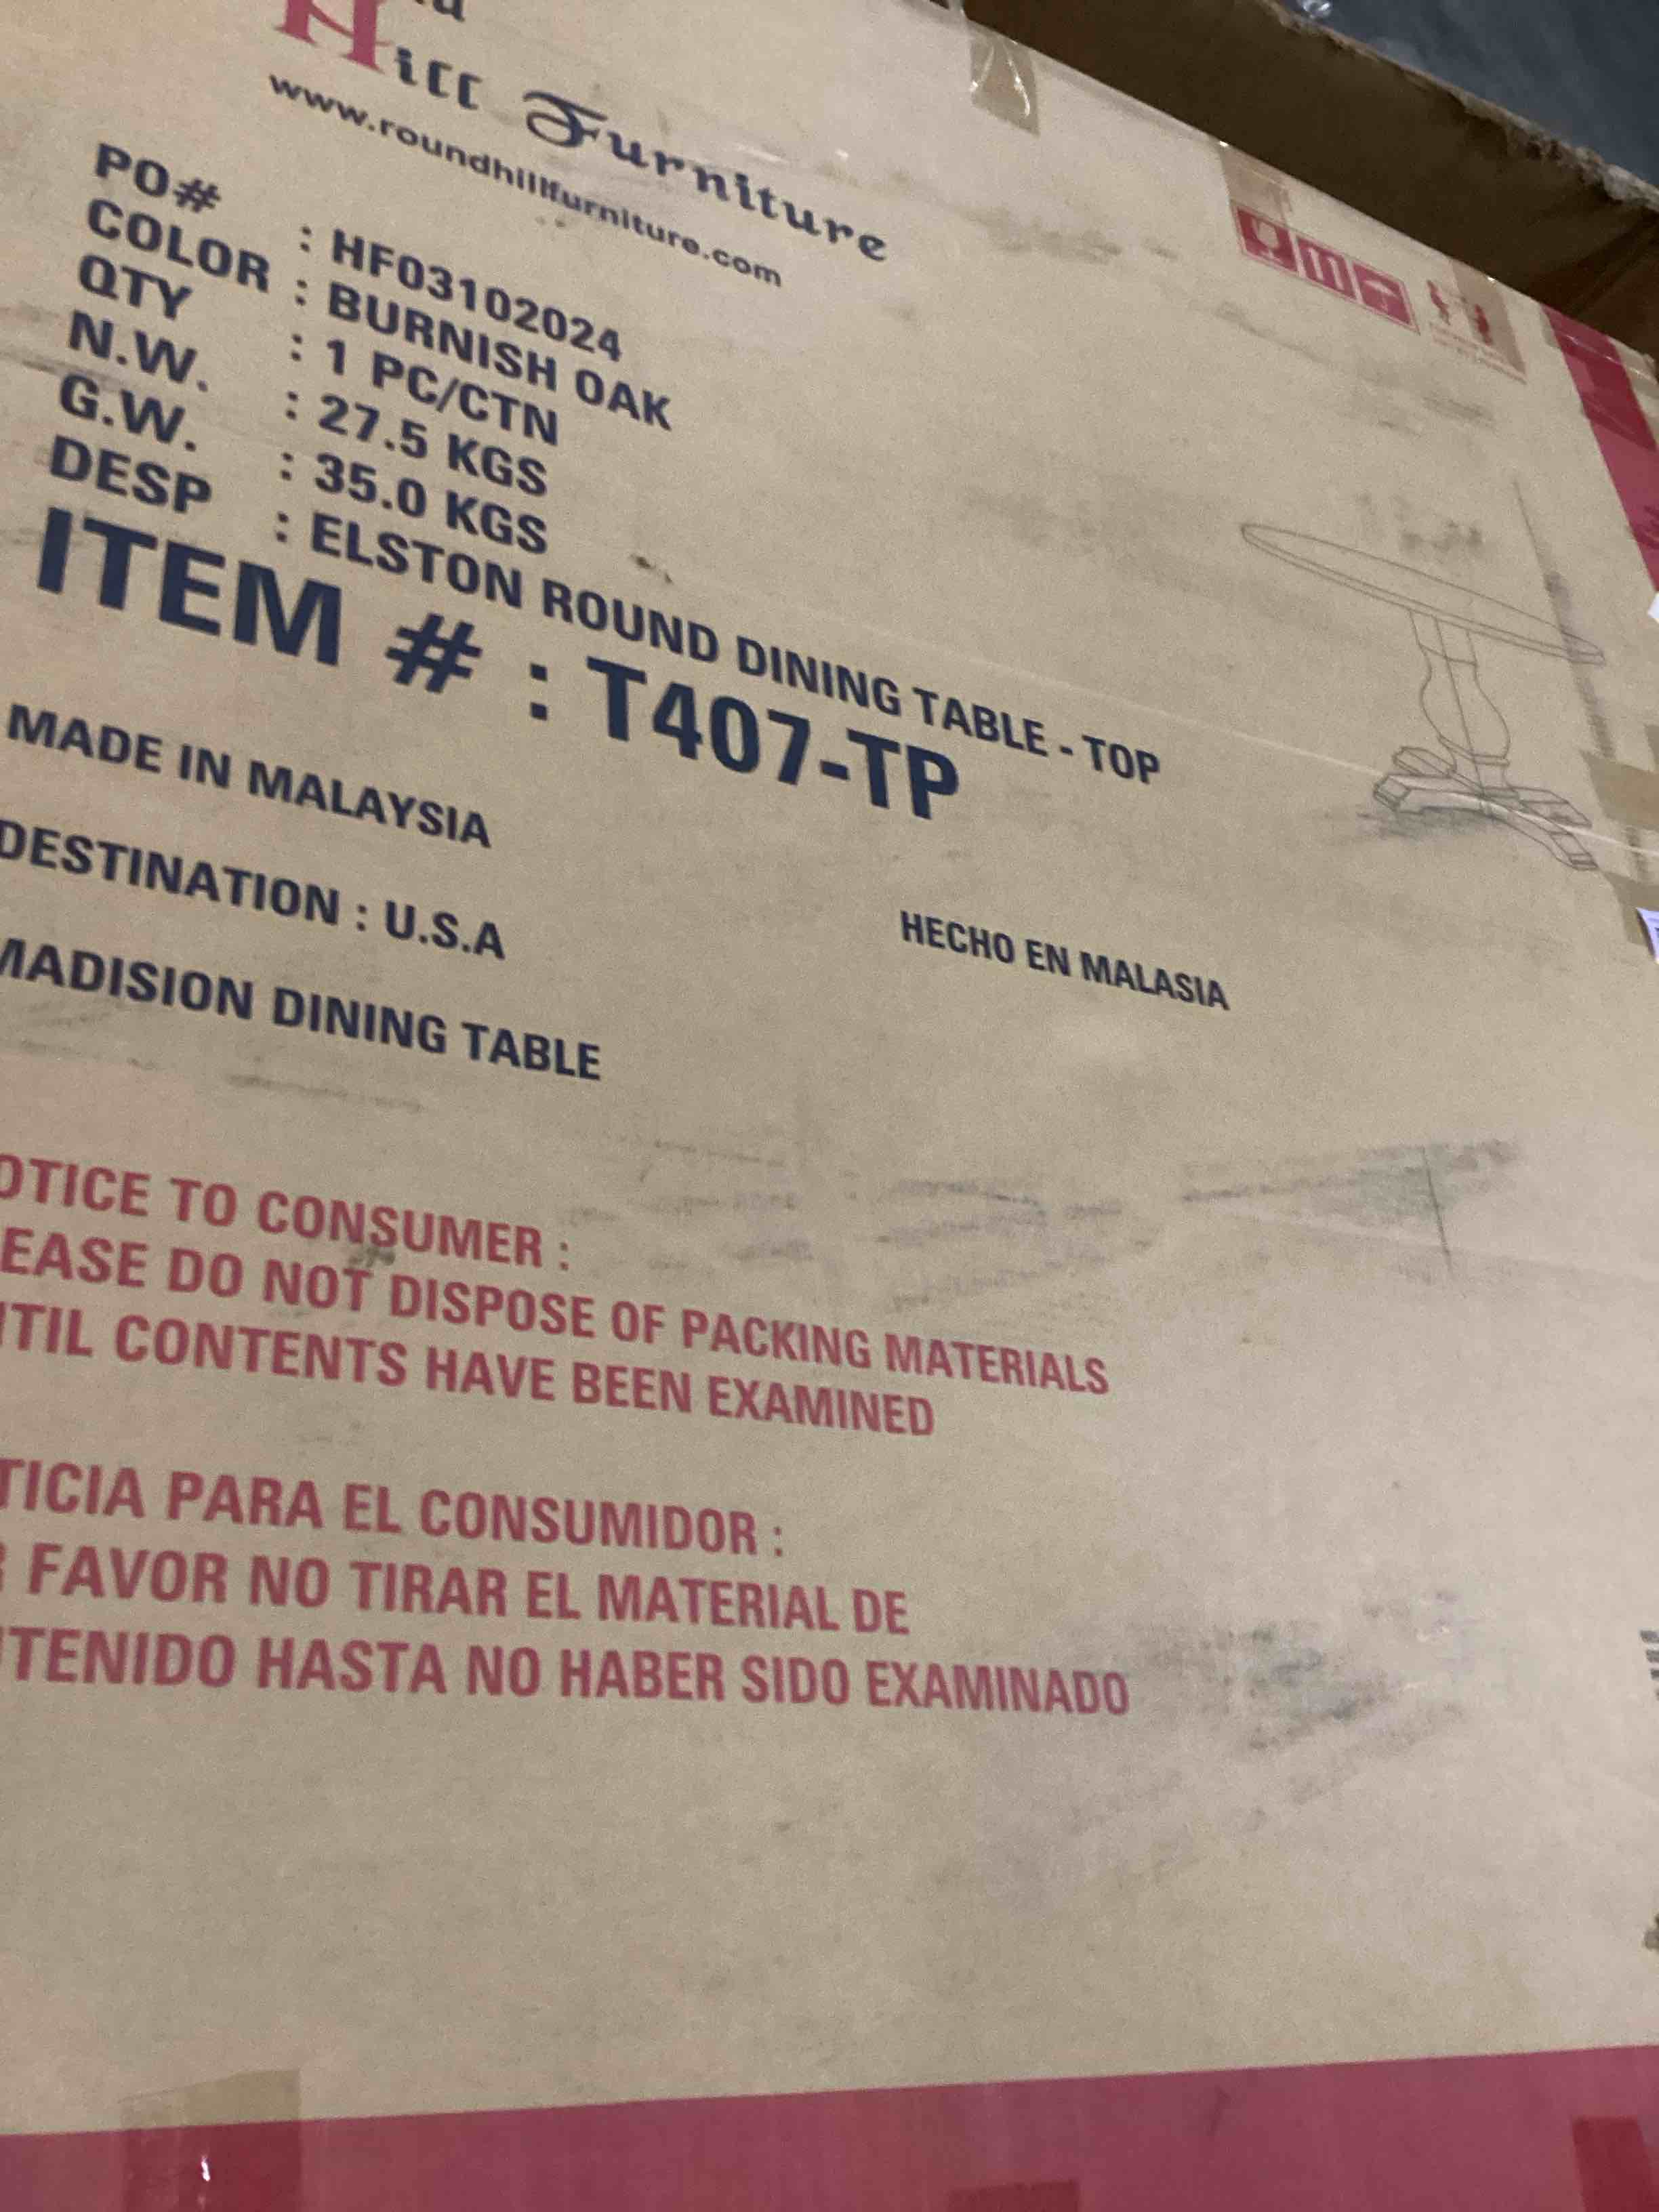 Hill Furniture
www.roundhillfurniture.com
PO# : HF03102024
COLOR : BURNISH OAK
QTY : 1 PC/CTN
N.W. : 27.5 KGS
G.W. : 35.0 KGS
DESP : ELSTON ROUND DINING TABLE - TOP
ITEM # : T407-TP
MADE IN MALAYSIA
HECHO EN MALASIA
DESTINATION : U.S.A
MADISION DINING TABLE
OTICE TO CONSUMER :
EASE DO NOT DISPOSE OF PACKING MATERIALS
TIL CONTENTS HAVE BEEN EXAMINED
TICIA PARA EL CONSUMIDOR :
FAVOR NO TIRAR EL MATERIAL DE
TENIDO HASTA NO HABER SIDO EXAMINADO